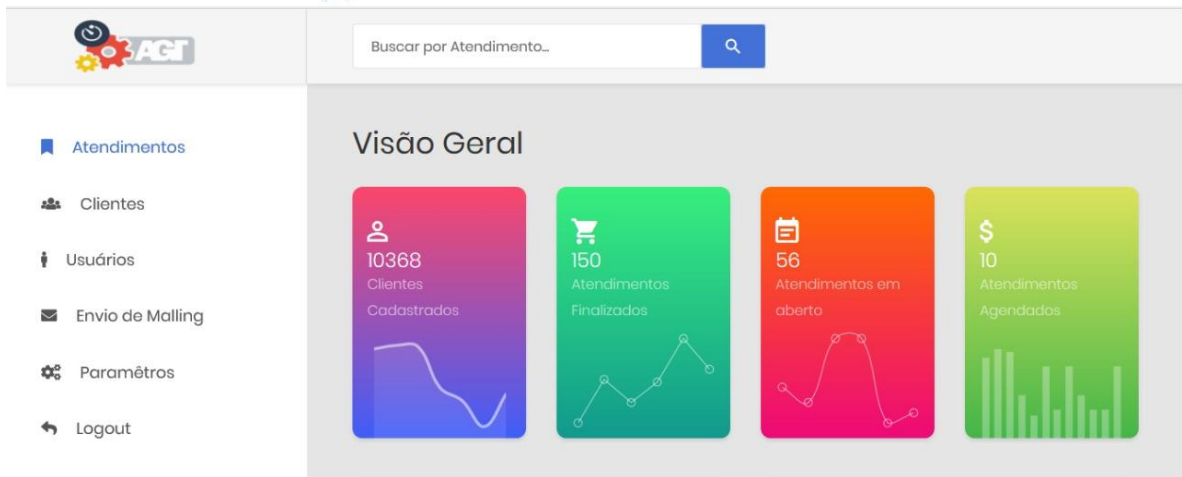 AGT
Buscar por Atendimento...
Atendimentos
Clientes
Usuários
Envio de Malling
Paramêtros
Logout
Visão Geral
10368
Clientes
Cadastrados
150
Atendimentos
Finalizados
56
Atendimentos em
aberto
$
10
Atendimentos
Agendados